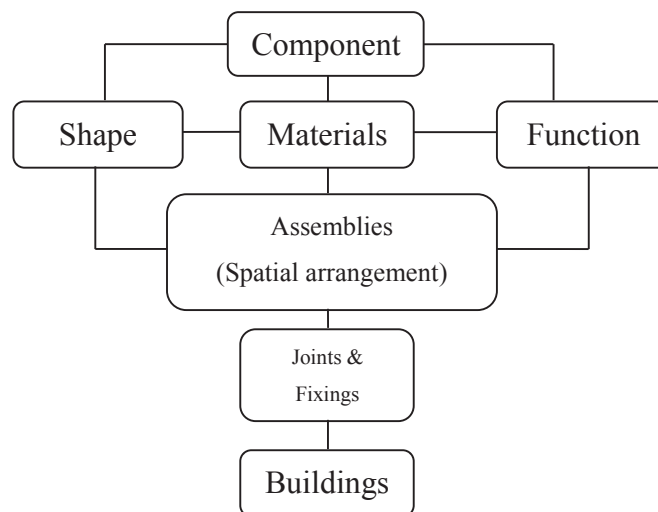 Component
Shape
Materials
Function
Assemblies
(Spatial arrangement)
Joints &
Fixings
Buildings